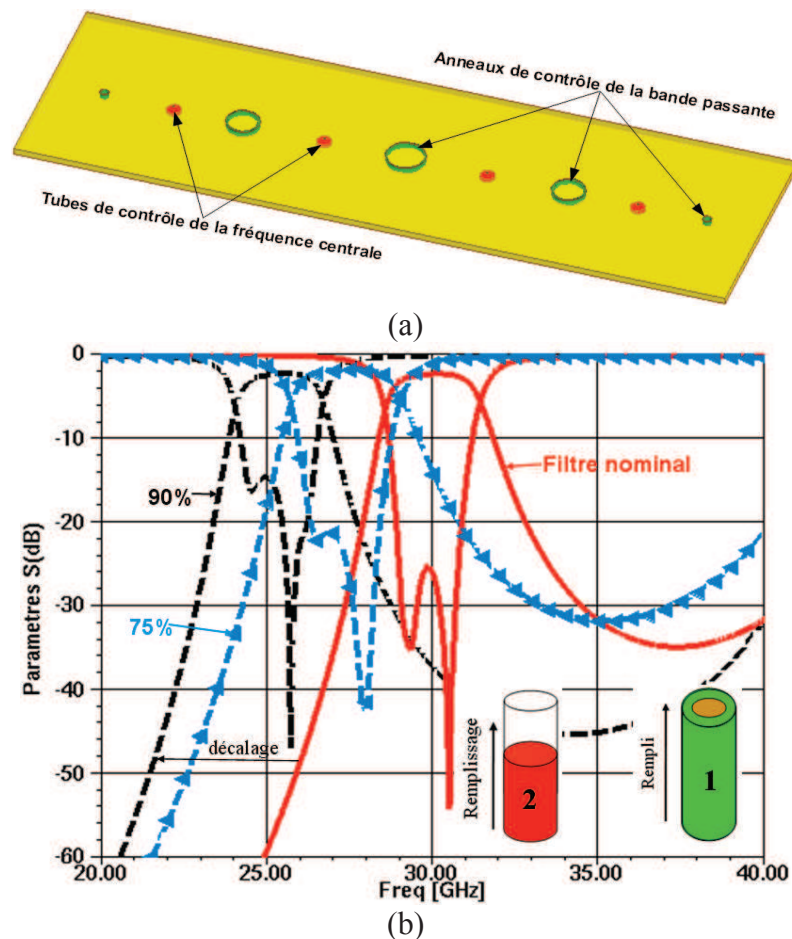 Anneaux de contrôle de la bande passante
Tubes de contrôle de la fréquence centrale
(a)
0
-10
-20
-30
-40
-50
-60
Parametres S(dB)
Filtre nominal
90%
75%
décalage
Remplissage
2
Rempli
1
20.00
25.00
30.00
35.00
40.00
Freq [GHz]
(b)